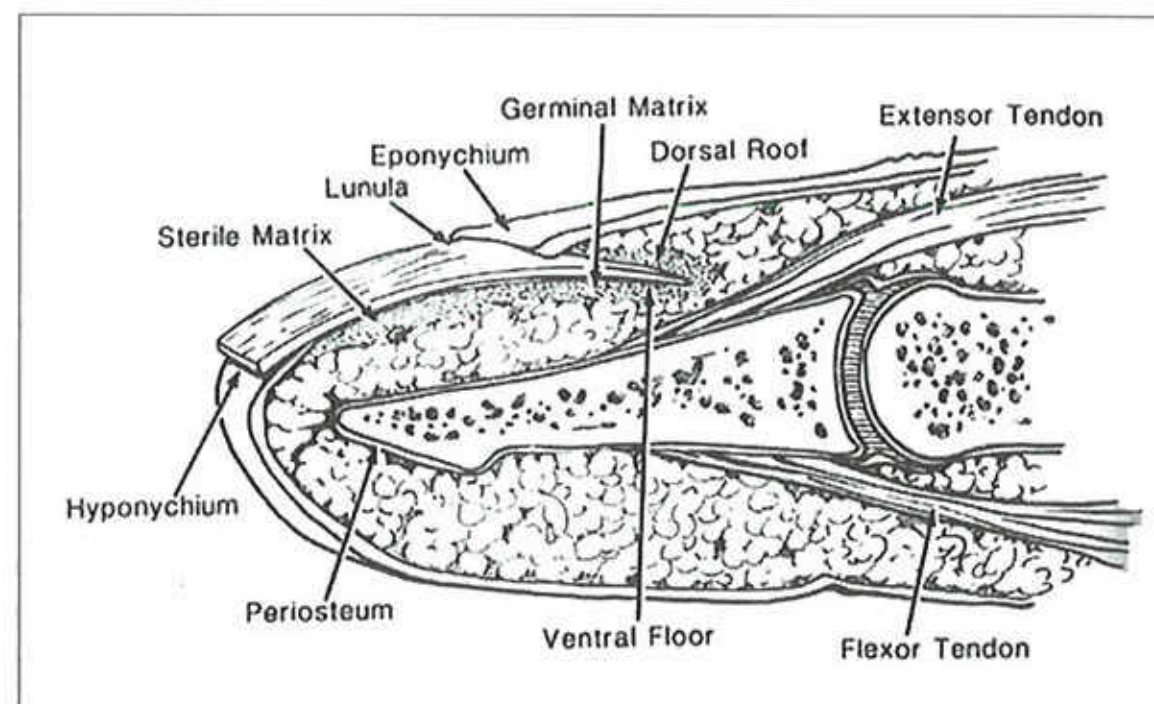 Germinal Matrix
Extensor Tendon
Eponychium
Dorsal Roof
Lunula
Sterile Matrix
Hyponychium
Periosteum
Ventral Floor
Flexor Tendon